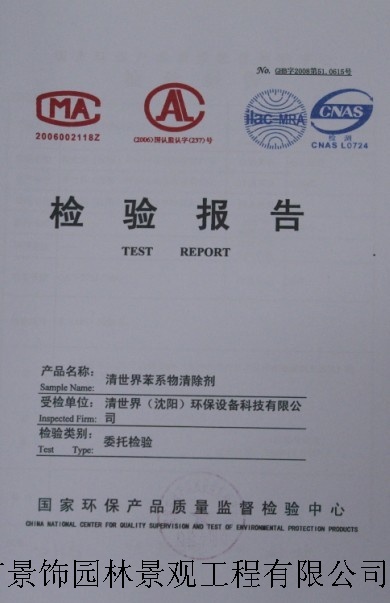 No. GHB字2008第51.0615号
CMA
2006002118Z
CAL
(2006)国认监认字(237)号
ilac-MRA
CNAS
检测
CNAS L0724
检验报告
TEST REPORT
产品名称: 清世界苯系物清除剂
Sample Name:
受检单位: 清世界（沈阳）环保设备科技有限公
Inspected Firm: 司
检验类别: 委托检验
Test Type:
国家环保产品质量监督检验中心
CHINA NATIONAL CENTER FOR QUALITY SUPERVISION AND TEST OF ENVIRONMENTAL PROTECTION PRODUCTS
景饰园林景观工程有限公司